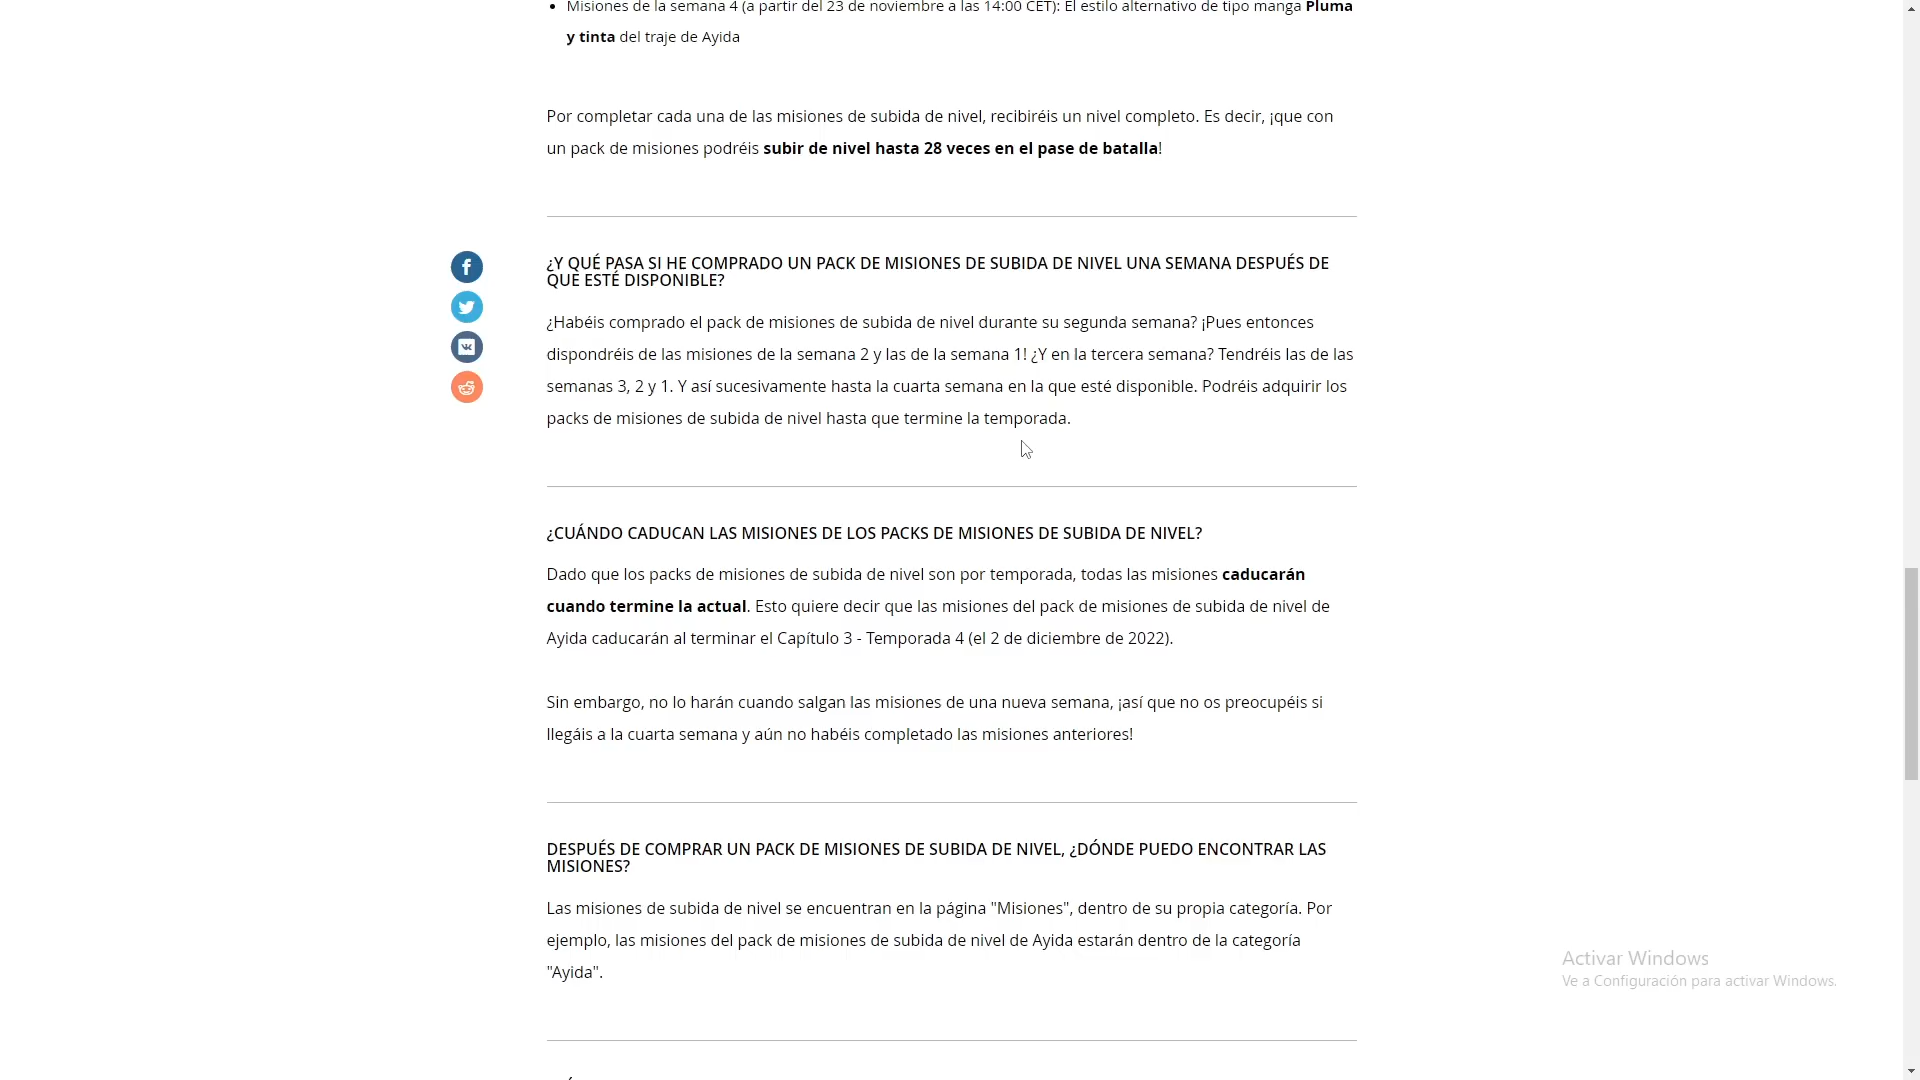 Misiones de la semana 4 (a partir del 23 de noviembre a las 14:00 CET): El estilo alternativo de tipo manga Pluma
y tinta del traje de Ayida
Por completar cada una de las misiones de subida de nivel, recibiréis un nivel completo. Es decir, ¡que con
un pack de misiones podréis subir de nivel hasta 28 veces en el pase de batalla!
¿Y QUÉ PASA SI HE COMPRADO UN PACK DE MISIONES DE SUBIDA DE NIVEL UNA SEMANA DESPUÉS DE
QUE ESTÉ DISPONIBLE?
¿Habéis comprado el pack de misiones de subida de nivel durante su segunda semana? ¡Pues entonces
dispondréis de las misiones de la semana 2 y las de la semana 1! ¿Y en la tercera semana? Tendréis las de las
semanas 3, 2 y 1. Y así sucesivamente hasta la cuarta semana en la que esté disponible. Podréis adquirir los
packs de misiones de subida de nivel hasta que termine la temporada.
¿CUÁNDO CADUCAN LAS MISIONES DE LOS PACKS DE MISIONES DE SUBIDA DE NIVEL?
Dado que los packs de misiones de subida de nivel son por temporada, todas las misiones caducarán
cuando termine la actual. Esto quiere decir que las misiones del pack de misiones de subida de nivel de
Ayida caducarán al terminar el Capítulo 3 - Temporada 4 (el 2 de diciembre de 2022).
Sin embargo, no lo harán cuando salgan las misiones de una nueva semana, ¡así que no os preocupéis si
llegáis a la cuarta semana y aún no habéis completado las misiones anteriores!
DESPUÉS DE COMPRAR UN PACK DE MISIONES DE SUBIDA DE NIVEL, ¿DÓNDE PUEDO ENCONTRAR LAS
MISIONES?
Las misiones de subida de nivel se encuentran en la página "Misiones", dentro de su propia categoría. Por
ejemplo, las misiones del pack de misiones de subida de nivel de Ayida estarán dentro de la categoría
"Ayida".
Activar Windows
Ve a Configuración para activar Windows.